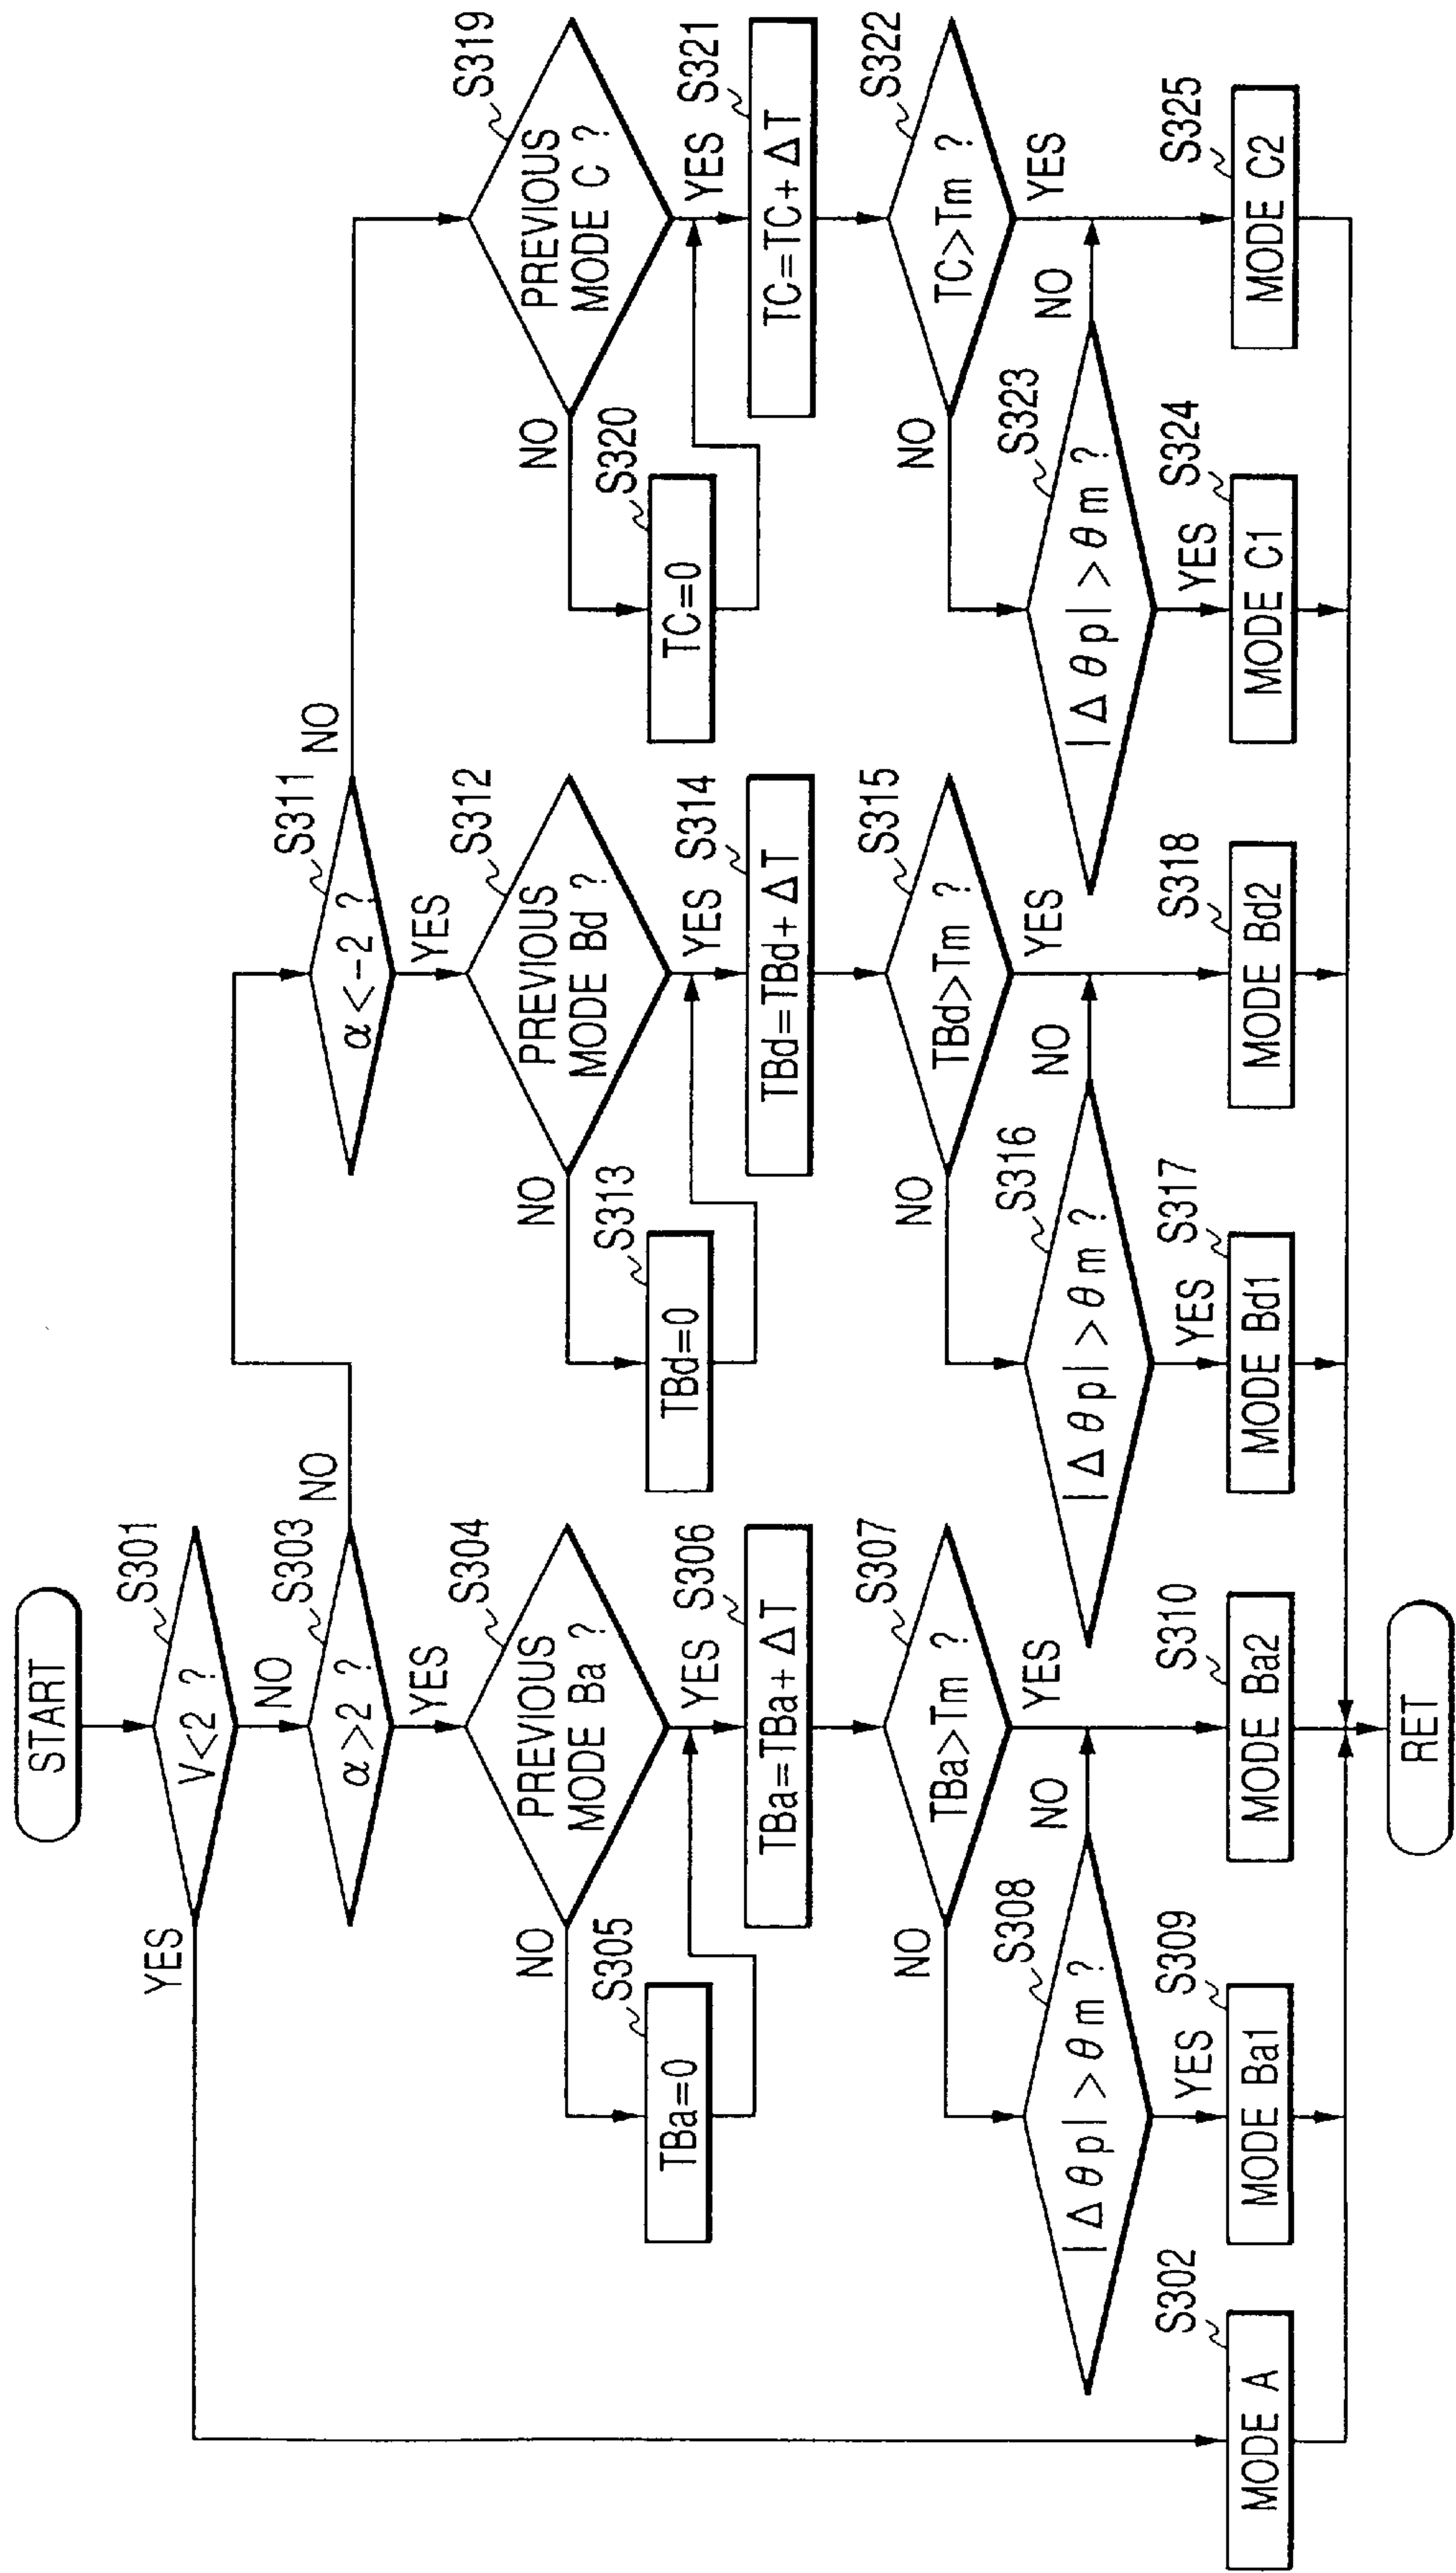 START
S301
V<2 ?
YES
NO
S303
α>2 ?
NO
YES
S304
PREVIOUS
MODE Ba ?
NO
S305
TBa=0
YES
S306
TBa=TBa+ΔT
S307
TBa>Tm ?
NO
YES
S308
|Δθp|>θm ?
NO
YES
S302
MODE A
S309
MODE Ba1
S310
MODE Ba2
S311
α<-2 ?
NO
YES
S312
PREVIOUS
MODE Bd ?
NO
S313
TBd=0
YES
S314
TBd=TBd+ΔT
S315
TBd>Tm ?
NO
YES
S316
|Δθp|>θm ?
NO
YES
S317
MODE Bd1
S318
MODE Bd2
S319
PREVIOUS
MODE C ?
NO
S320
TC=0
YES
S321
TC=TC+ΔT
S322
TC>Tm ?
NO
YES
S323
|Δθp|>θm ?
NO
YES
S324
MODE C1
S325
MODE C2
RET